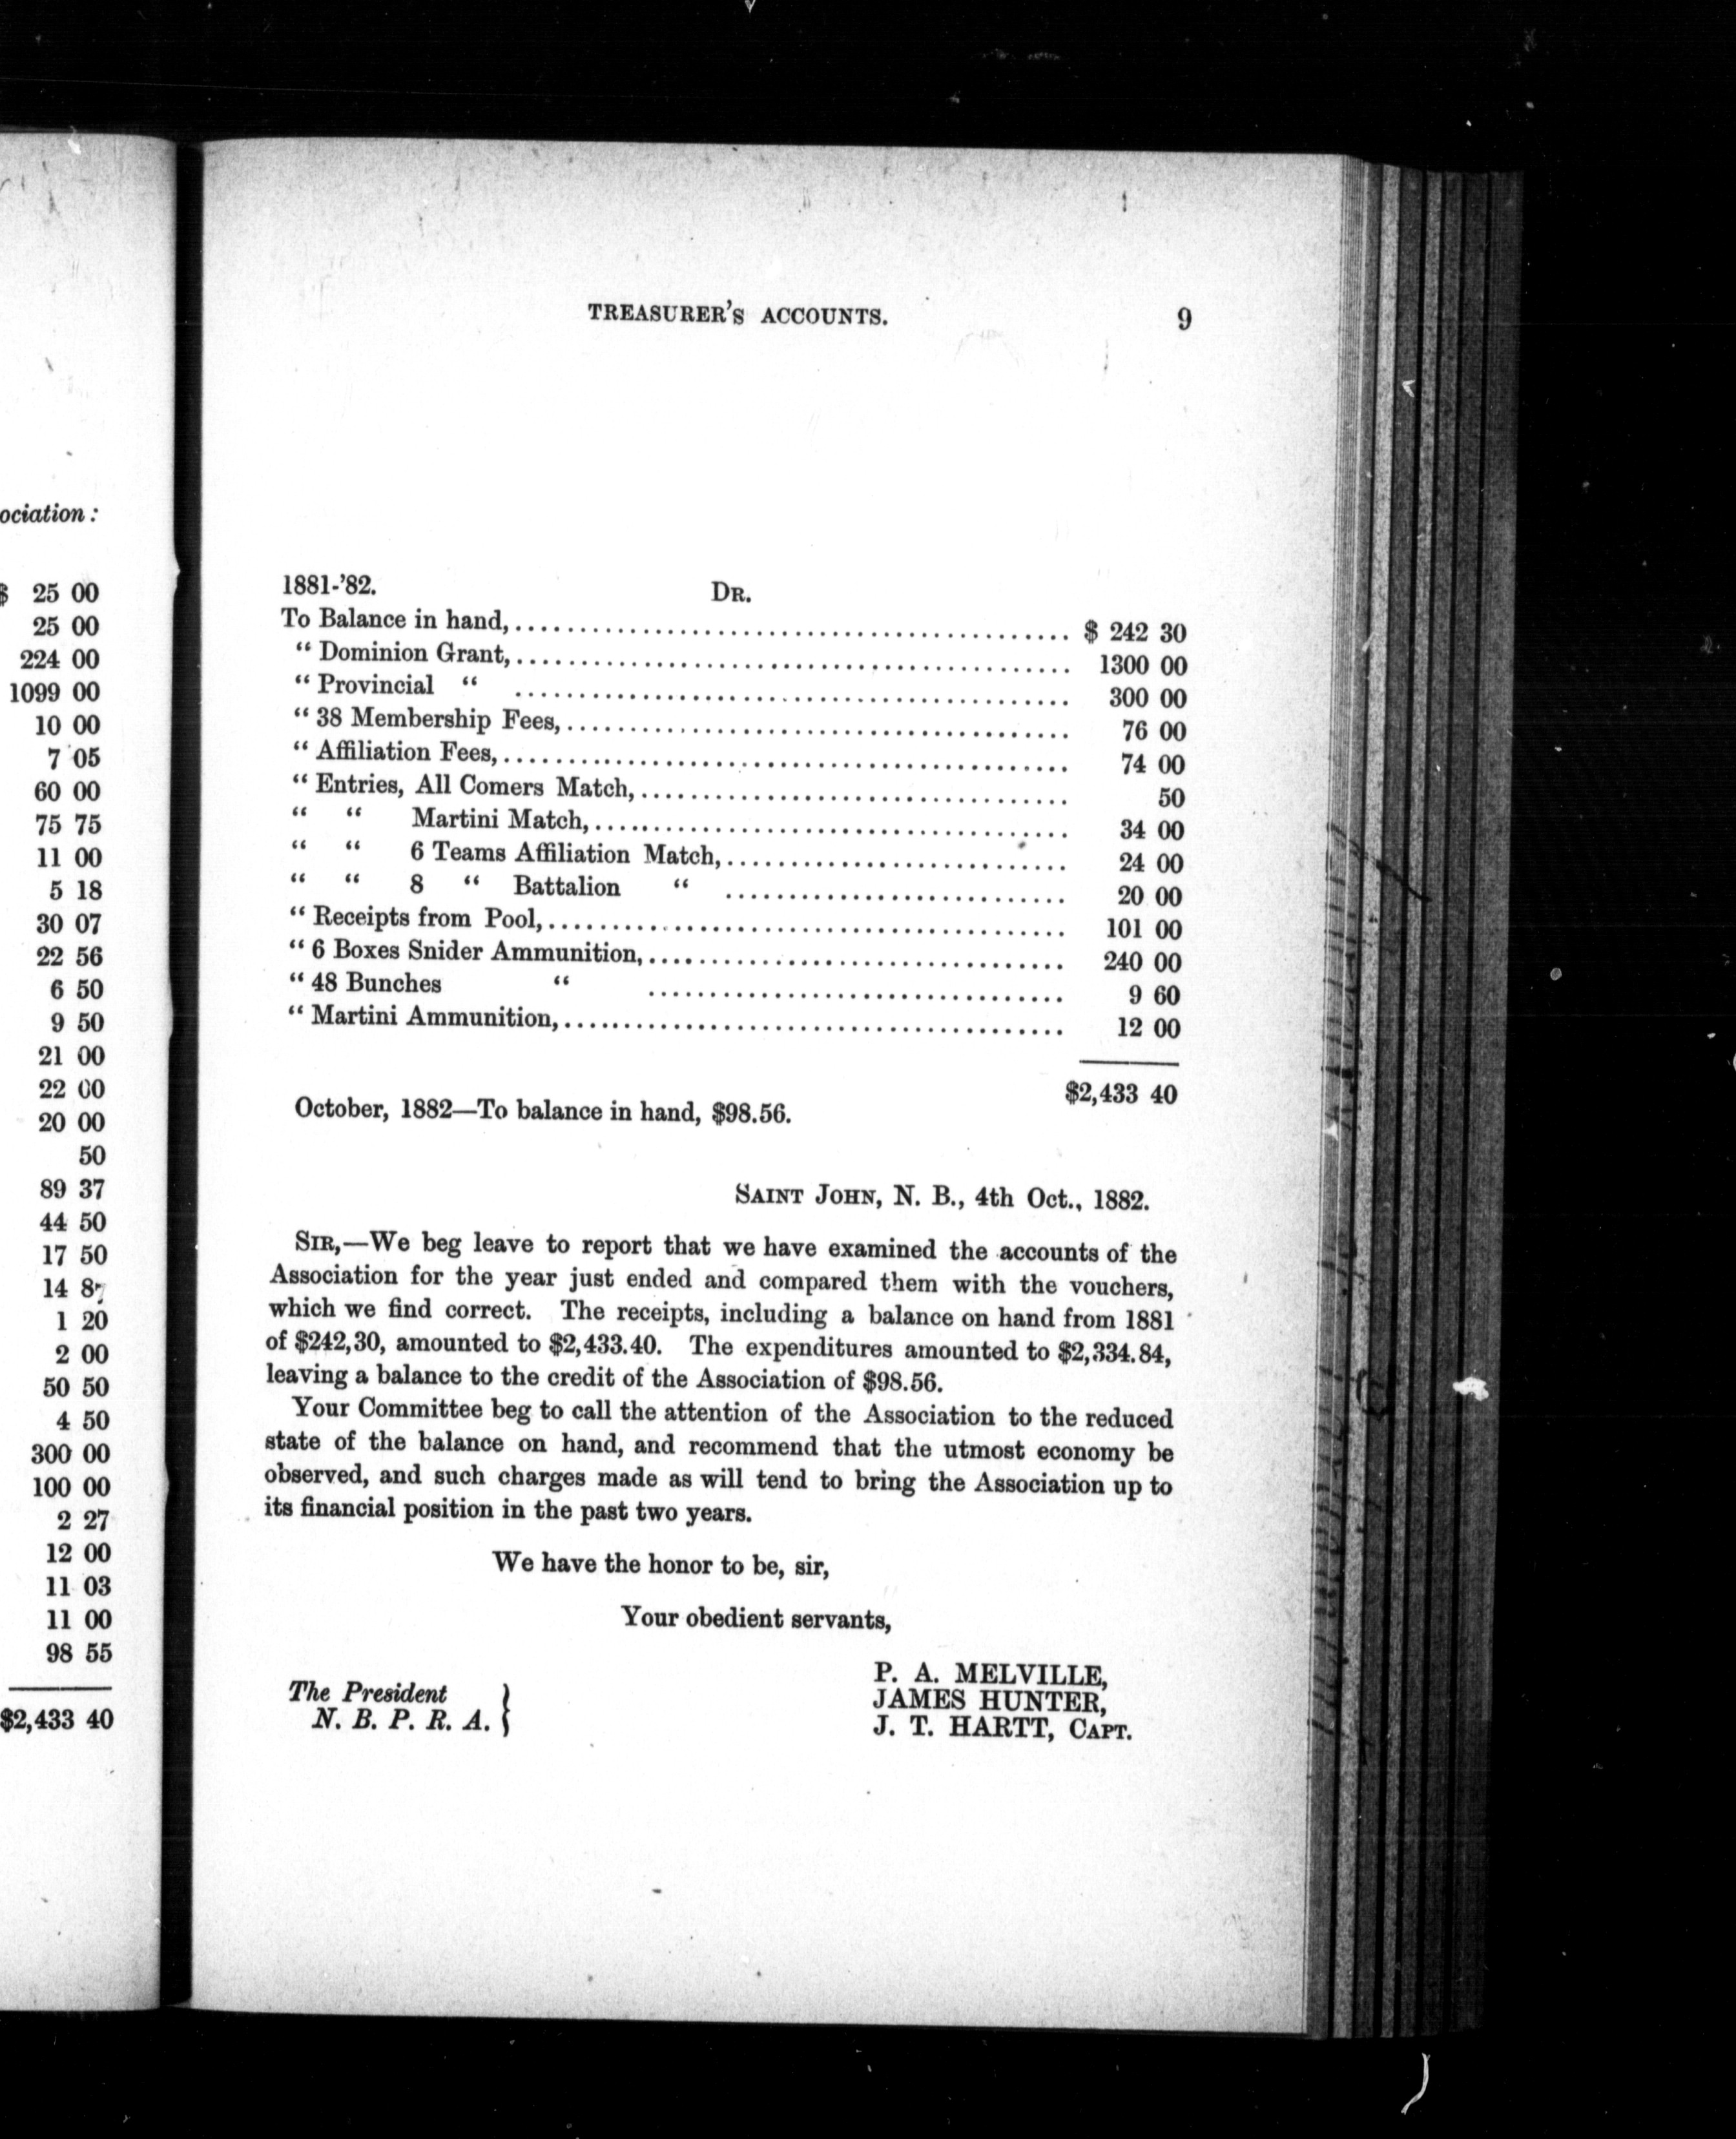 ociation:
$ 25 00
25 00
224 00
1099 00
10 00
7 05
60 00
75 75
11 00
5 18
30 07
22 56
6 50
9 50
21 00
22 00
20 00
50
89 37
44 50
17 50
14 87
1 20
2 00
50 50
4 50
300 00
100 00
2 27
12 00
11 03
11 00
98 55
$2,433 40
TREASURER'S ACCOUNTS. 9
1881-'82. DR.
To Balance in hand,.......... $ 242 30
“ Dominion Grant,.......... 1300 00
“ Provincial “ .......... 300 00
“ 38 Membership Fees,.......... 76 00
“ Affiliation Fees,.......... 74 00
“ Entries, All Comers Match,.......... 50
“ “ Martini Match,.......... 34 00
“ “ 6 Teams Affiliation Match,.......... 24 00
“ “ 8 “ Battalion “ .......... 20 00
“ Receipts from Pool,.......... 101 00
“ 6 Boxes Snider Ammunition,.......... 240 00
“ 48 Bunches “ .......... 9 60
“ Martini Ammunition,.......... 12 00
$2,433 40
October, 1882—To balance in hand, $98.56.
SAINT JOHN, N. B., 4th Oct., 1882.
SIR,—We beg leave to report that we have examined the accounts of the
Association for the year just ended and compared them with the vouchers,
which we find correct. The receipts, including a balance on hand from 1881
of $242,30, amounted to $2,433.40. The expenditures amounted to $2,334.84,
leaving a balance to the credit of the Association of $98.56.
Your Committee beg to call the attention of the Association to the reduced
state of the balance on hand, and recommend that the utmost economy be
observed, and such charges made as will tend to bring the Association up to
its financial position in the past two years.
We have the honor to be, sir,
Your obedient servants,
P. A. MELVILLE,
JAMES HUNTER,
J. T. HARTT, CAPT.
The President
N. B. P. R. A.}